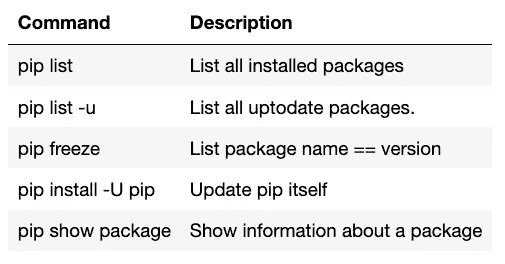 Command Description
pip list List all installed packages
pip list -u List all uptodate packages.
pip freeze List package name == version
pip install -U pip Update pip itself
pip show package Show information about a package